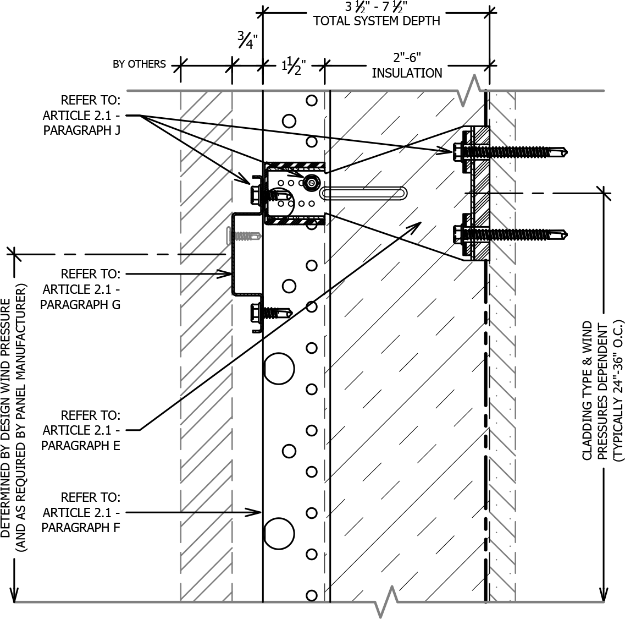 3 ½" - 7 ½"
TOTAL SYSTEM DEPTH
¾"
BY OTHERS
1½"
2"-6"
INSULATION
REFER TO:
ARTICLE 2.1 -
PARAGRAPH J
REFER TO:
ARTICLE 2.1 -
PARAGRAPH G
REFER TO:
ARTICLE 2.1 -
PARAGRAPH E
REFER TO:
ARTICLE 2.1 -
PARAGRAPH F
DETERMINED BY DESIGN WIND PRESSURE
(AND AS REQUIRED BY PANEL MANUFACTURER)
CLADDING TYPE & WIND
PRESSURES DEPENDENT
(TYPICALLY 24"-36" O.C.)